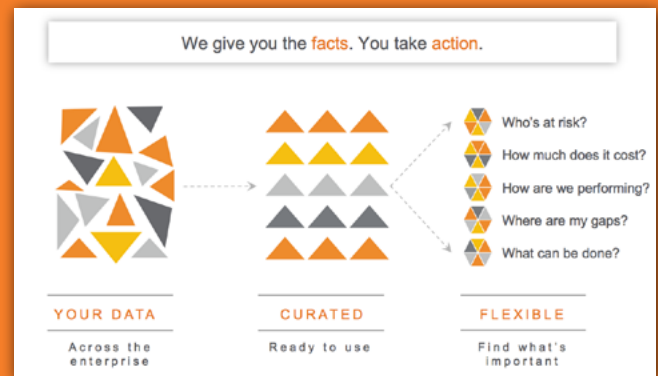 We give you the facts. You take action.
Who's at risk?
How much does it cost?
How are we performing?
Where are my gaps?
What can be done?
YOUR DATA
Across the
enterprise
CURATED
Ready to use
FLEXIBLE
Find what's
important